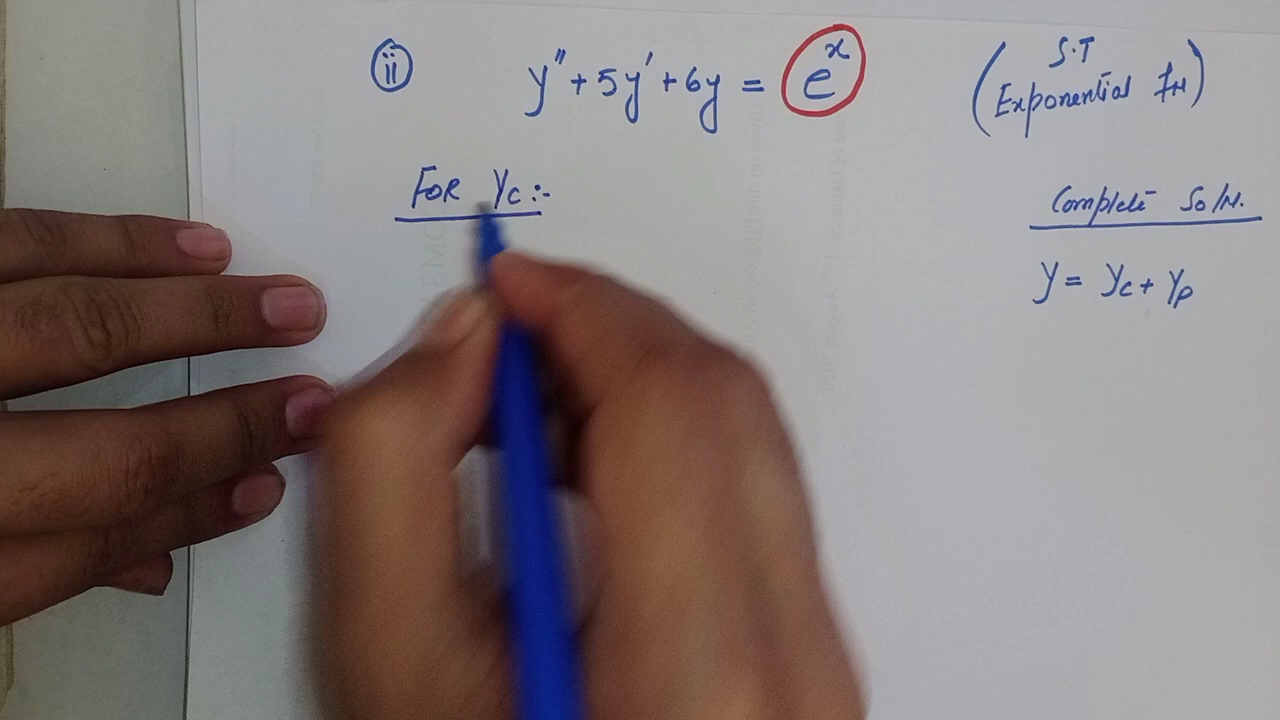 ii y" + 5y' + 6y = e^x
( S.T
Exponential fn )
FOR Yc :-
Complete Soln.
y = yc + yp